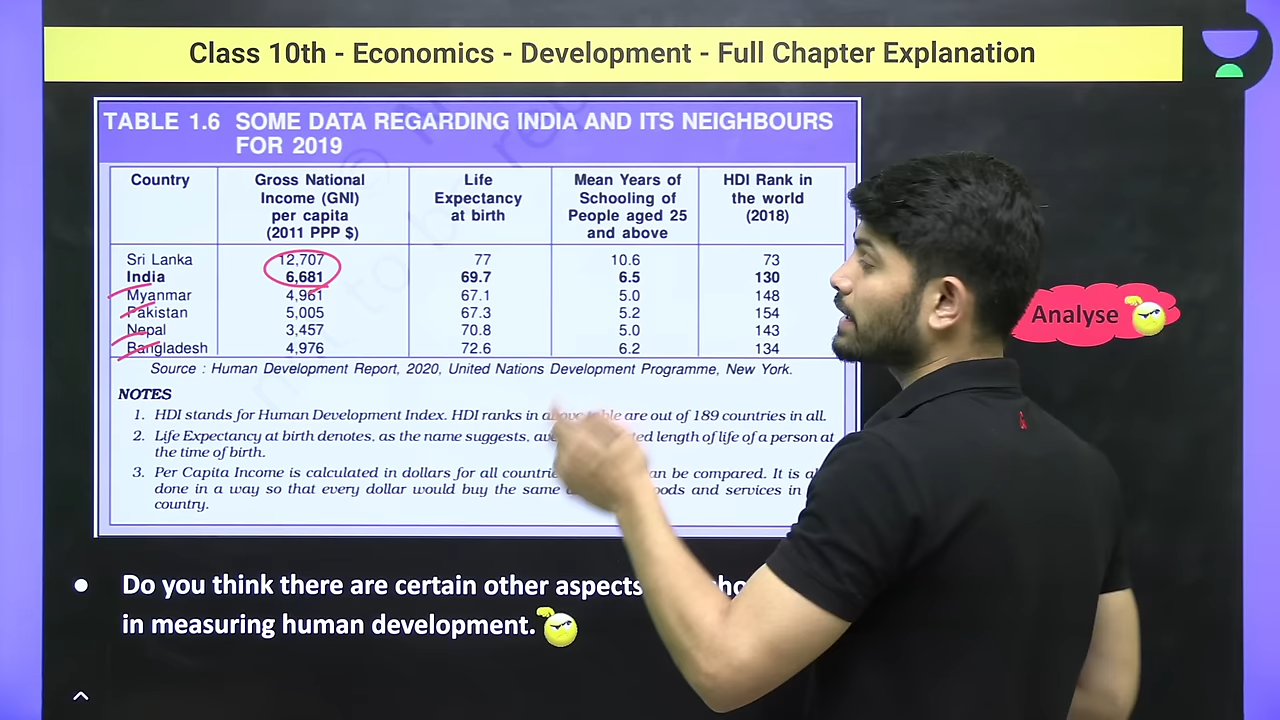 Class 10th - Economics - Development - Full Chapter Explanation
TABLE 1.6 SOME DATA REGARDING INDIA AND ITS NEIGHBOURS
FOR 2019
Country Gross National Income (GNI) per capita (2011 PPP $) Life Expectancy at birth Mean Years of Schooling of People aged 25 and above HDI Rank in the world (2018)
Sri Lanka 12,707 77 10.6 73
India 6,681 69.7 6.5 130
Myanmar 4,961 67.1 5.0 148
Pakistan 5,005 67.3 5.2 154
Nepal 3,457 70.8 5.0 143
Bangladesh 4,976 72.6 6.2 134
Source : Human Development Report, 2020, United Nations Development Programme, New York.
NOTES
1. HDI stands for Human Development Index. HDI ranks in above table are out of 189 countries in all.
2. Life Expectancy at birth denotes, as the name suggests, length of life of a person at
the time of birth.
3. Per Capita Income is calculated in dollars for all can be compared. It is
done in a way so that every dollar would buy the same and services in
country.
Analyse
Do you think there are certain other aspects
in measuring human development.